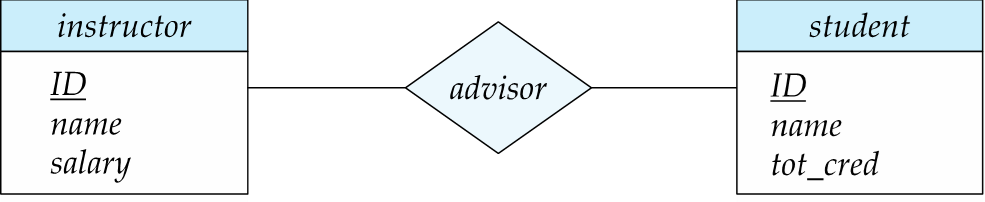 instructor
ID
name
salary
advisor
student
ID
name
tot_cred